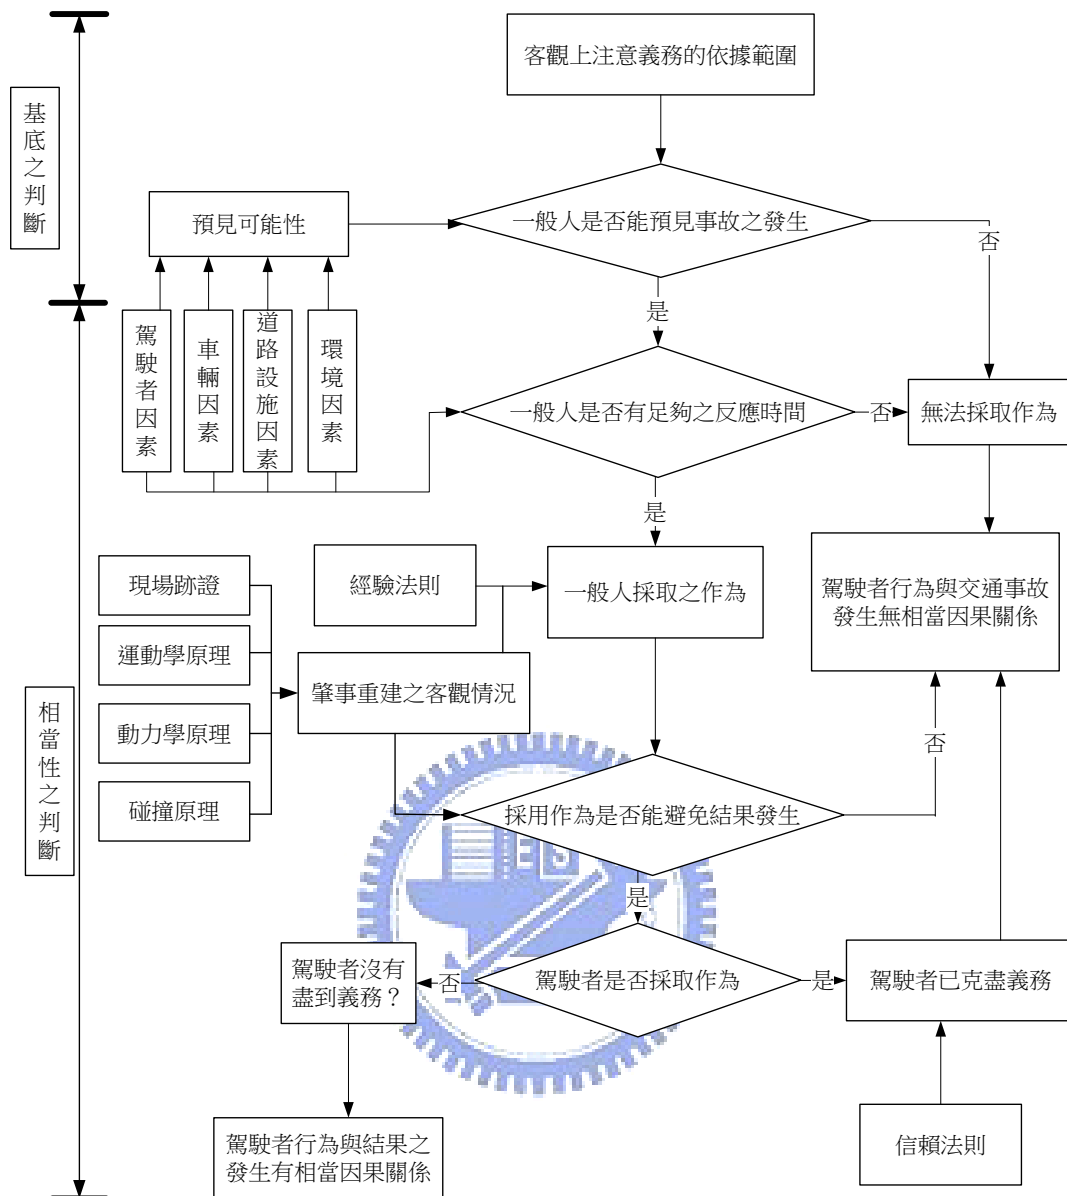 客觀上注意義務的依據範圍
基底之判斷
預見可能性
一般人是否能預見事故之發生
否
是
駕駛者因素
車輛因素
道路設施因素
環境因素
一般人是否有足夠之反應時間
否
無法採取作為
是
現場跡證
經驗法則
一般人採取之作為
駕駛者行為與交通事故
發生無相當因果關係
運動學原理
肇事重建之客觀情況
動力學原理
相當性之判斷
否
碰撞原理
採用作為是否能避免結果發生
是
駕駛者沒有
盡到義務？
否
駕駛者是否採取作為
是
駕駛者已克盡義務
駕駛者行為與結果之
發生有相當因果關係
信賴法則